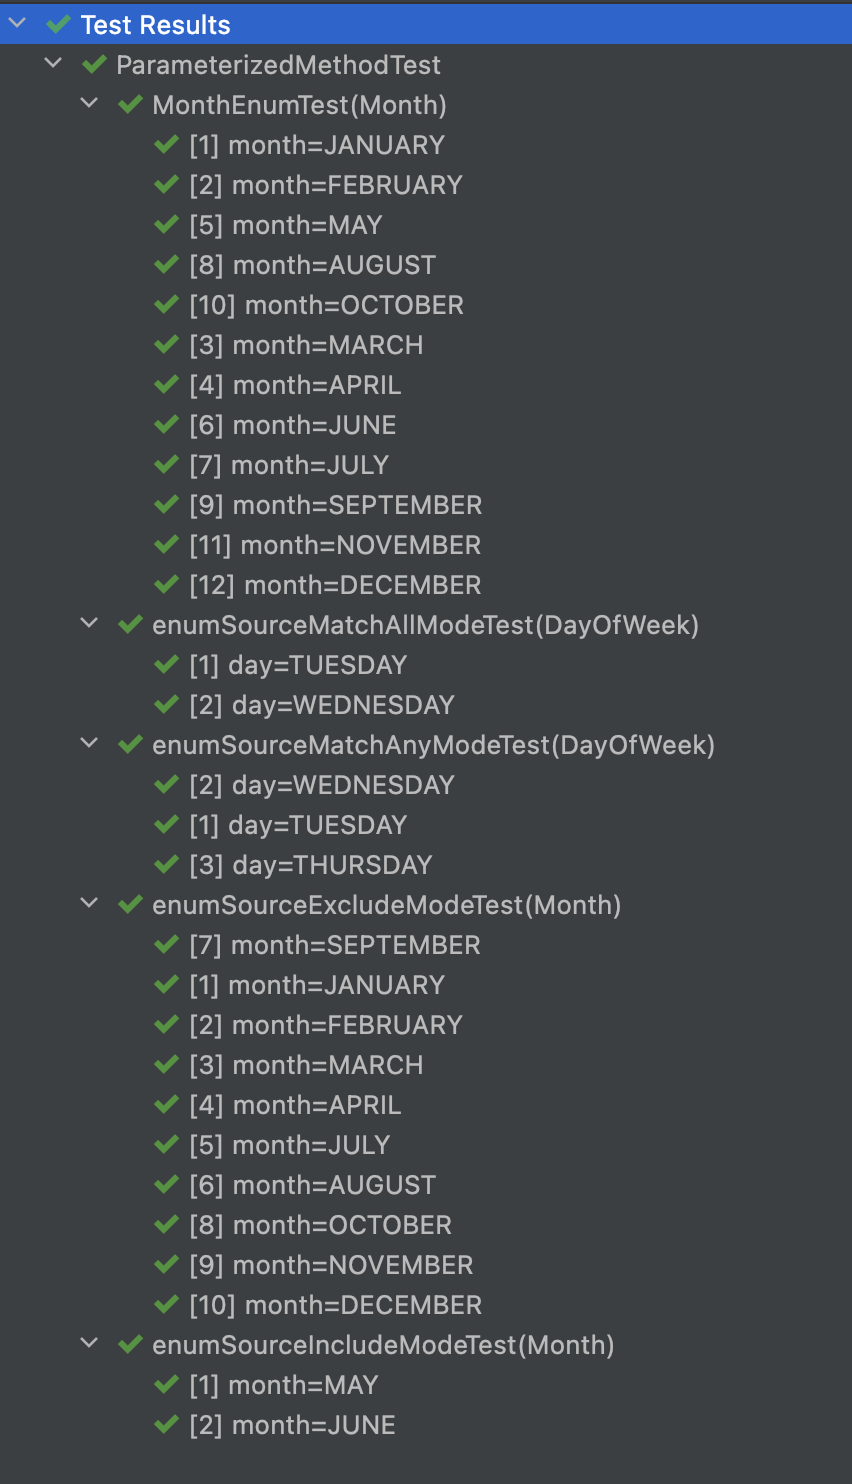 Test Results
ParameterizedMethodTest
MonthEnumTest(Month)
[1] month=JANUARY
[2] month=FEBRUARY
[5] month=MAY
[8] month=AUGUST
[10] month=OCTOBER
[3] month=MARCH
[4] month=APRIL
[6] month=JUNE
[7] month=JULY
[9] month=SEPTEMBER
[11] month=NOVEMBER
[12] month=DECEMBER
enumSourceMatchAllModeTest(DayOfWeek)
[1] day=TUESDAY
[2] day=WEDNESDAY
enumSourceMatchAnyModeTest(DayOfWeek)
[2] day=WEDNESDAY
[1] day=TUESDAY
[3] day=THURSDAY
enumSourceExcludeModeTest(Month)
[7] month=SEPTEMBER
[1] month=JANUARY
[2] month=FEBRUARY
[3] month=MARCH
[4] month=APRIL
[5] month=JULY
[6] month=AUGUST
[8] month=OCTOBER
[9] month=NOVEMBER
[10] month=DECEMBER
enumSourceIncludeModeTest(Month)
[1] month=MAY
[2] month=JUNE